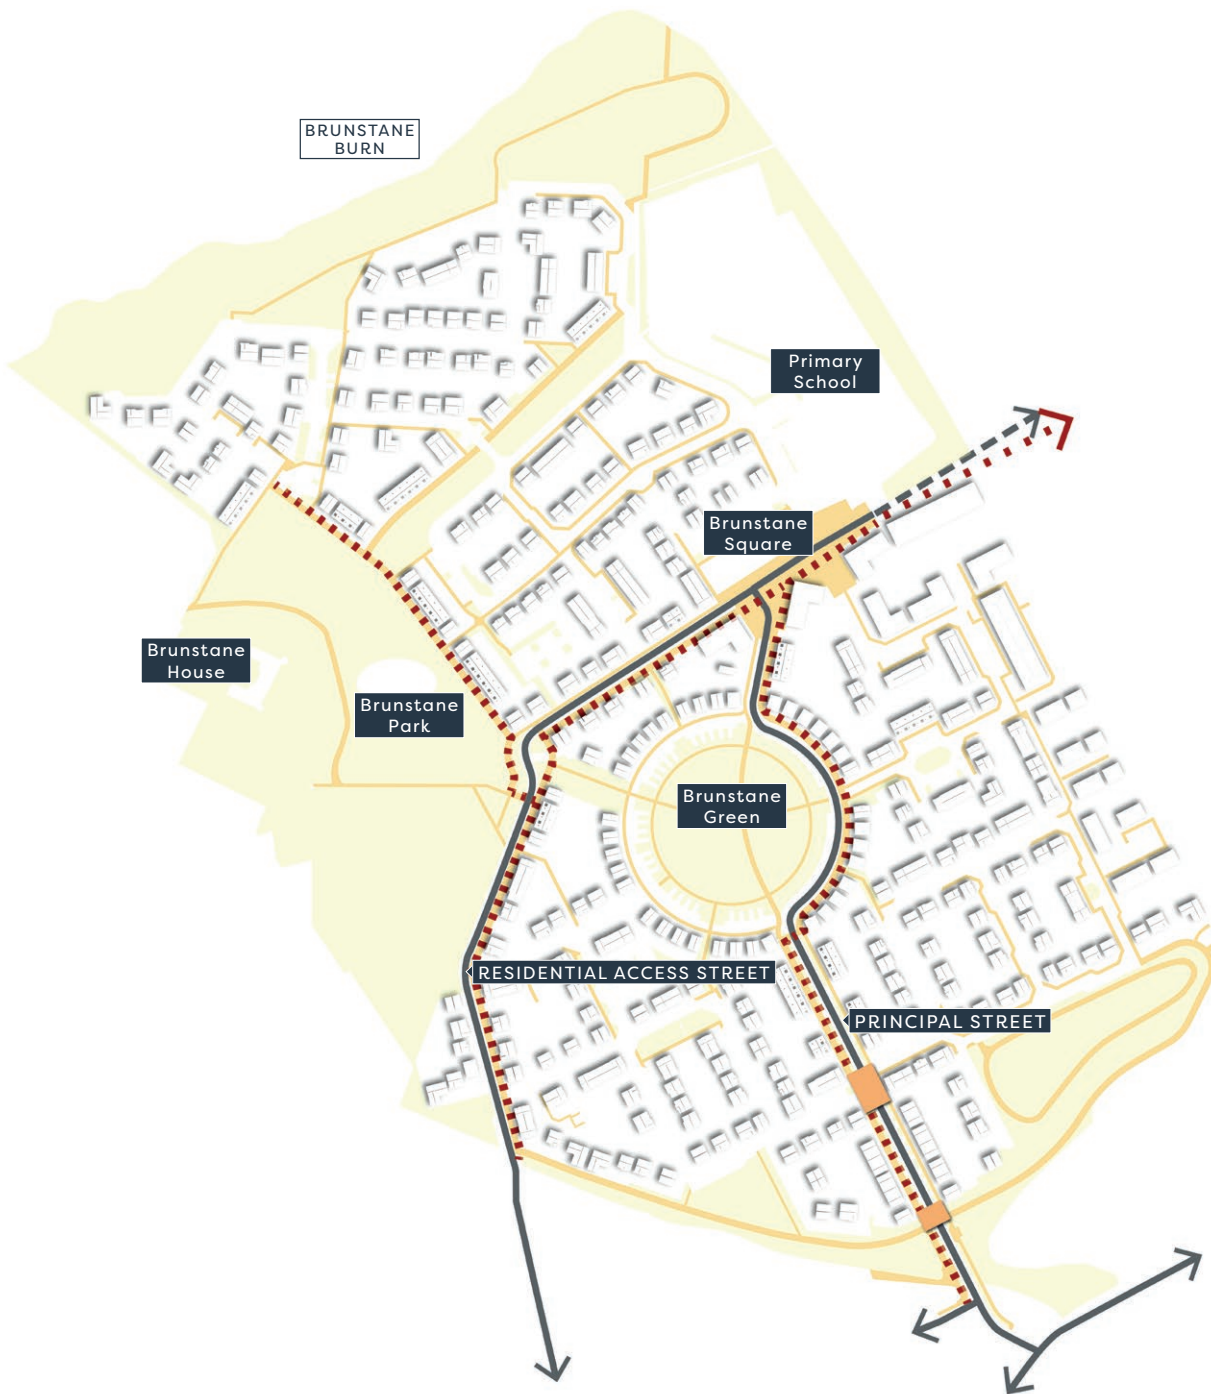 BRUNSTANE
BURN
Primary
School
Brunstane
Square
Brunstane
House
Brunstane
Park
Brunstane
Green
RESIDENTIAL ACCESS STREET
PRINCIPAL STREET